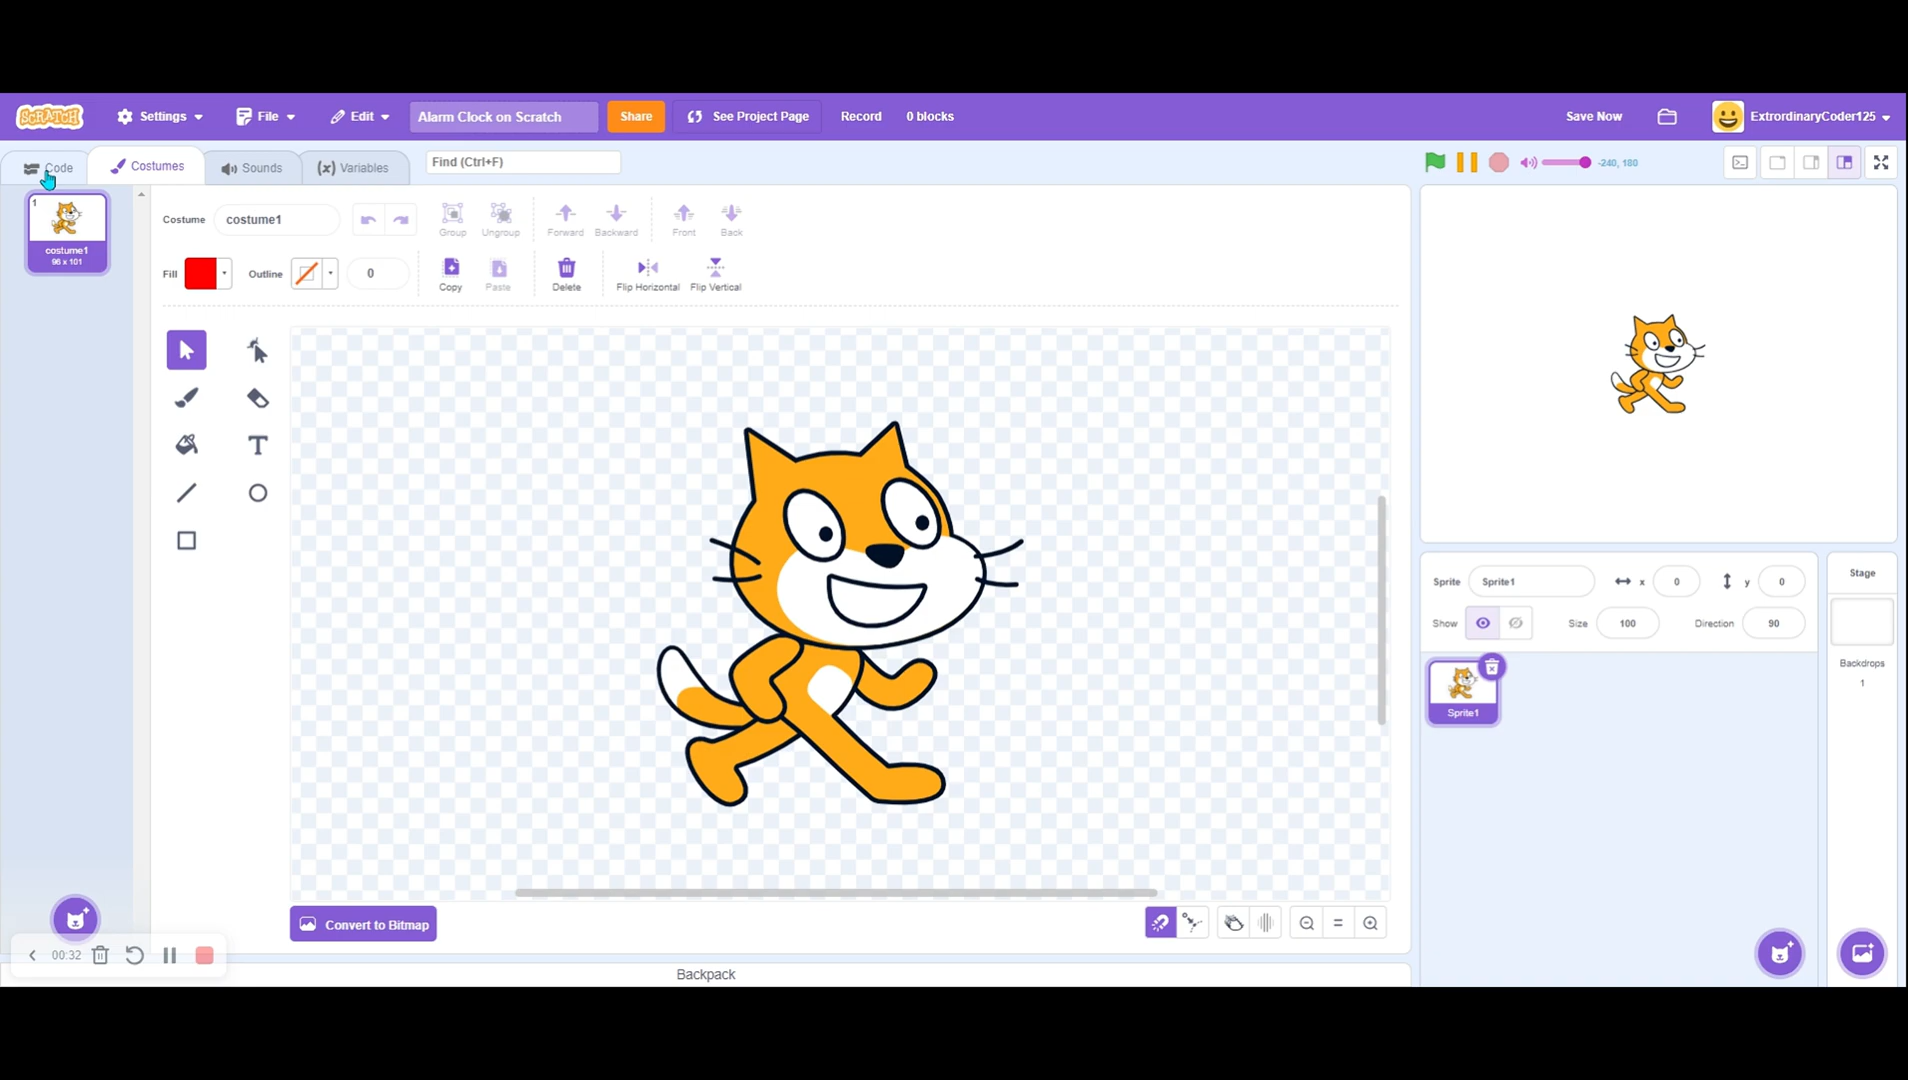 SCRATCH Settings File Edit Alarm Clock on Scratch Share See Project Page Record 0 blocks Save Now ExtrordinaryCoder125
Code Costumes Sounds Variables Find (Ctrl+F) -240, 180
1
costume1
96 x 101
Costume costume1 Group Ungroup Forward Backward Front Back
Fill Outline 0 Copy Paste Delete Flip Horizontal Flip Vertical
T
Convert to Bitmap
00:32
Backpack
Sprite Sprite1 x 0 y 0
Show Size 100 Direction 90
Sprite1
Stage
Backdrops
1